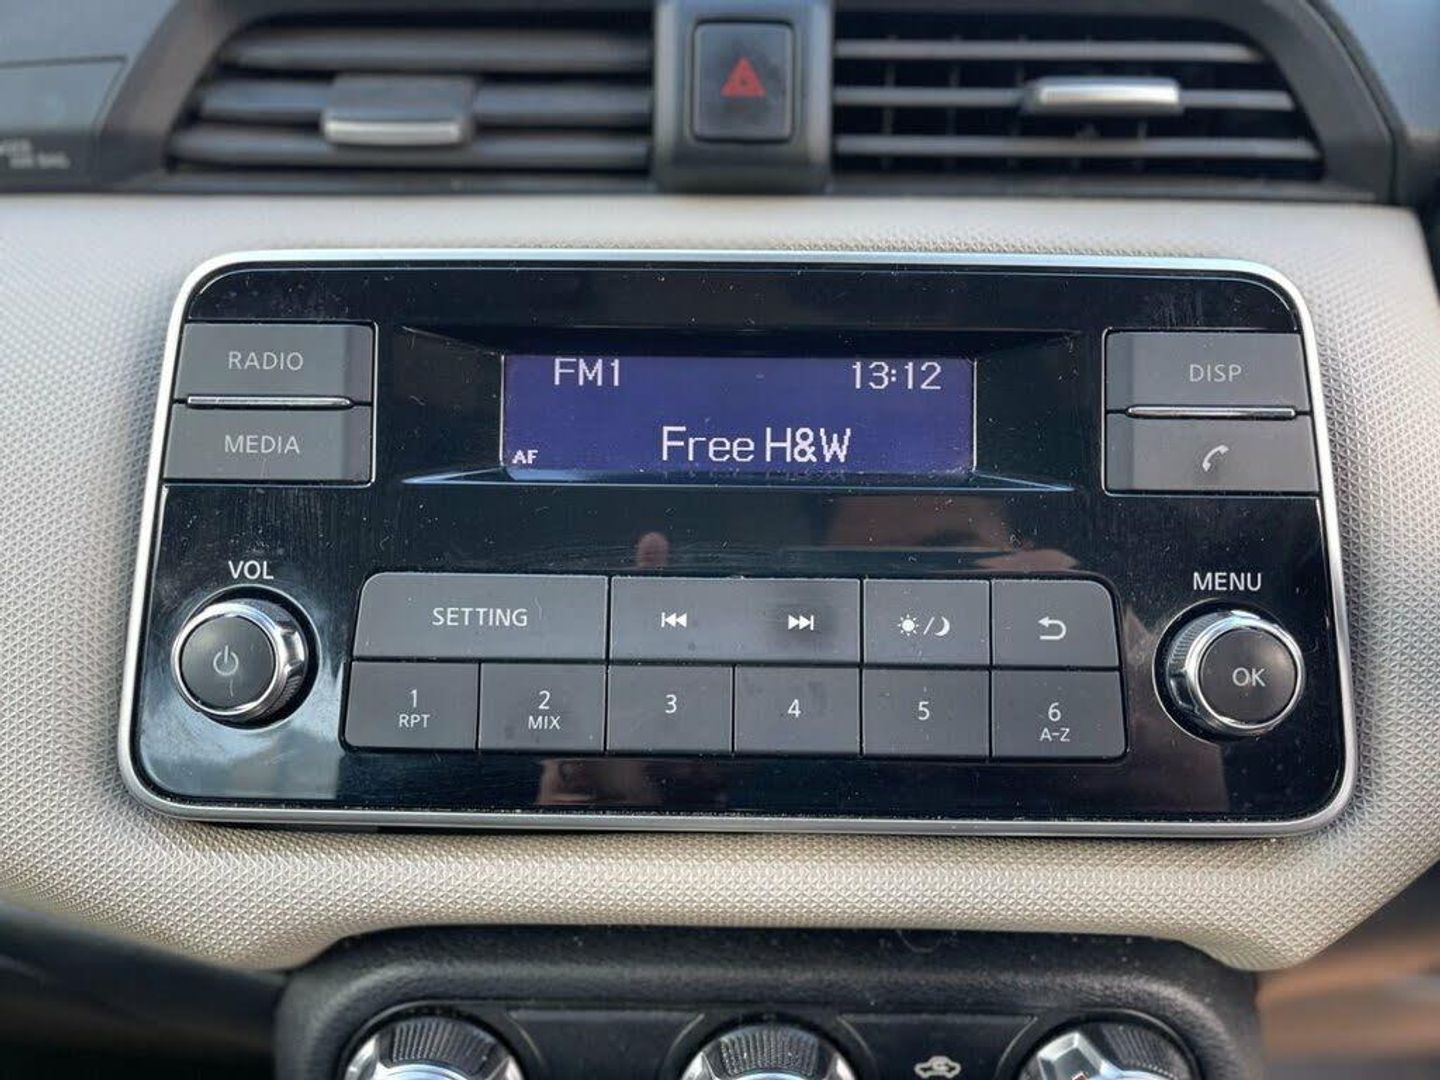 RADIO
MEDIA
FM1 13:12
AF Free H&W
DISP
VOL
MENU
SETTING
1 2 3 4 5 6
RPT MIX A-Z
OK